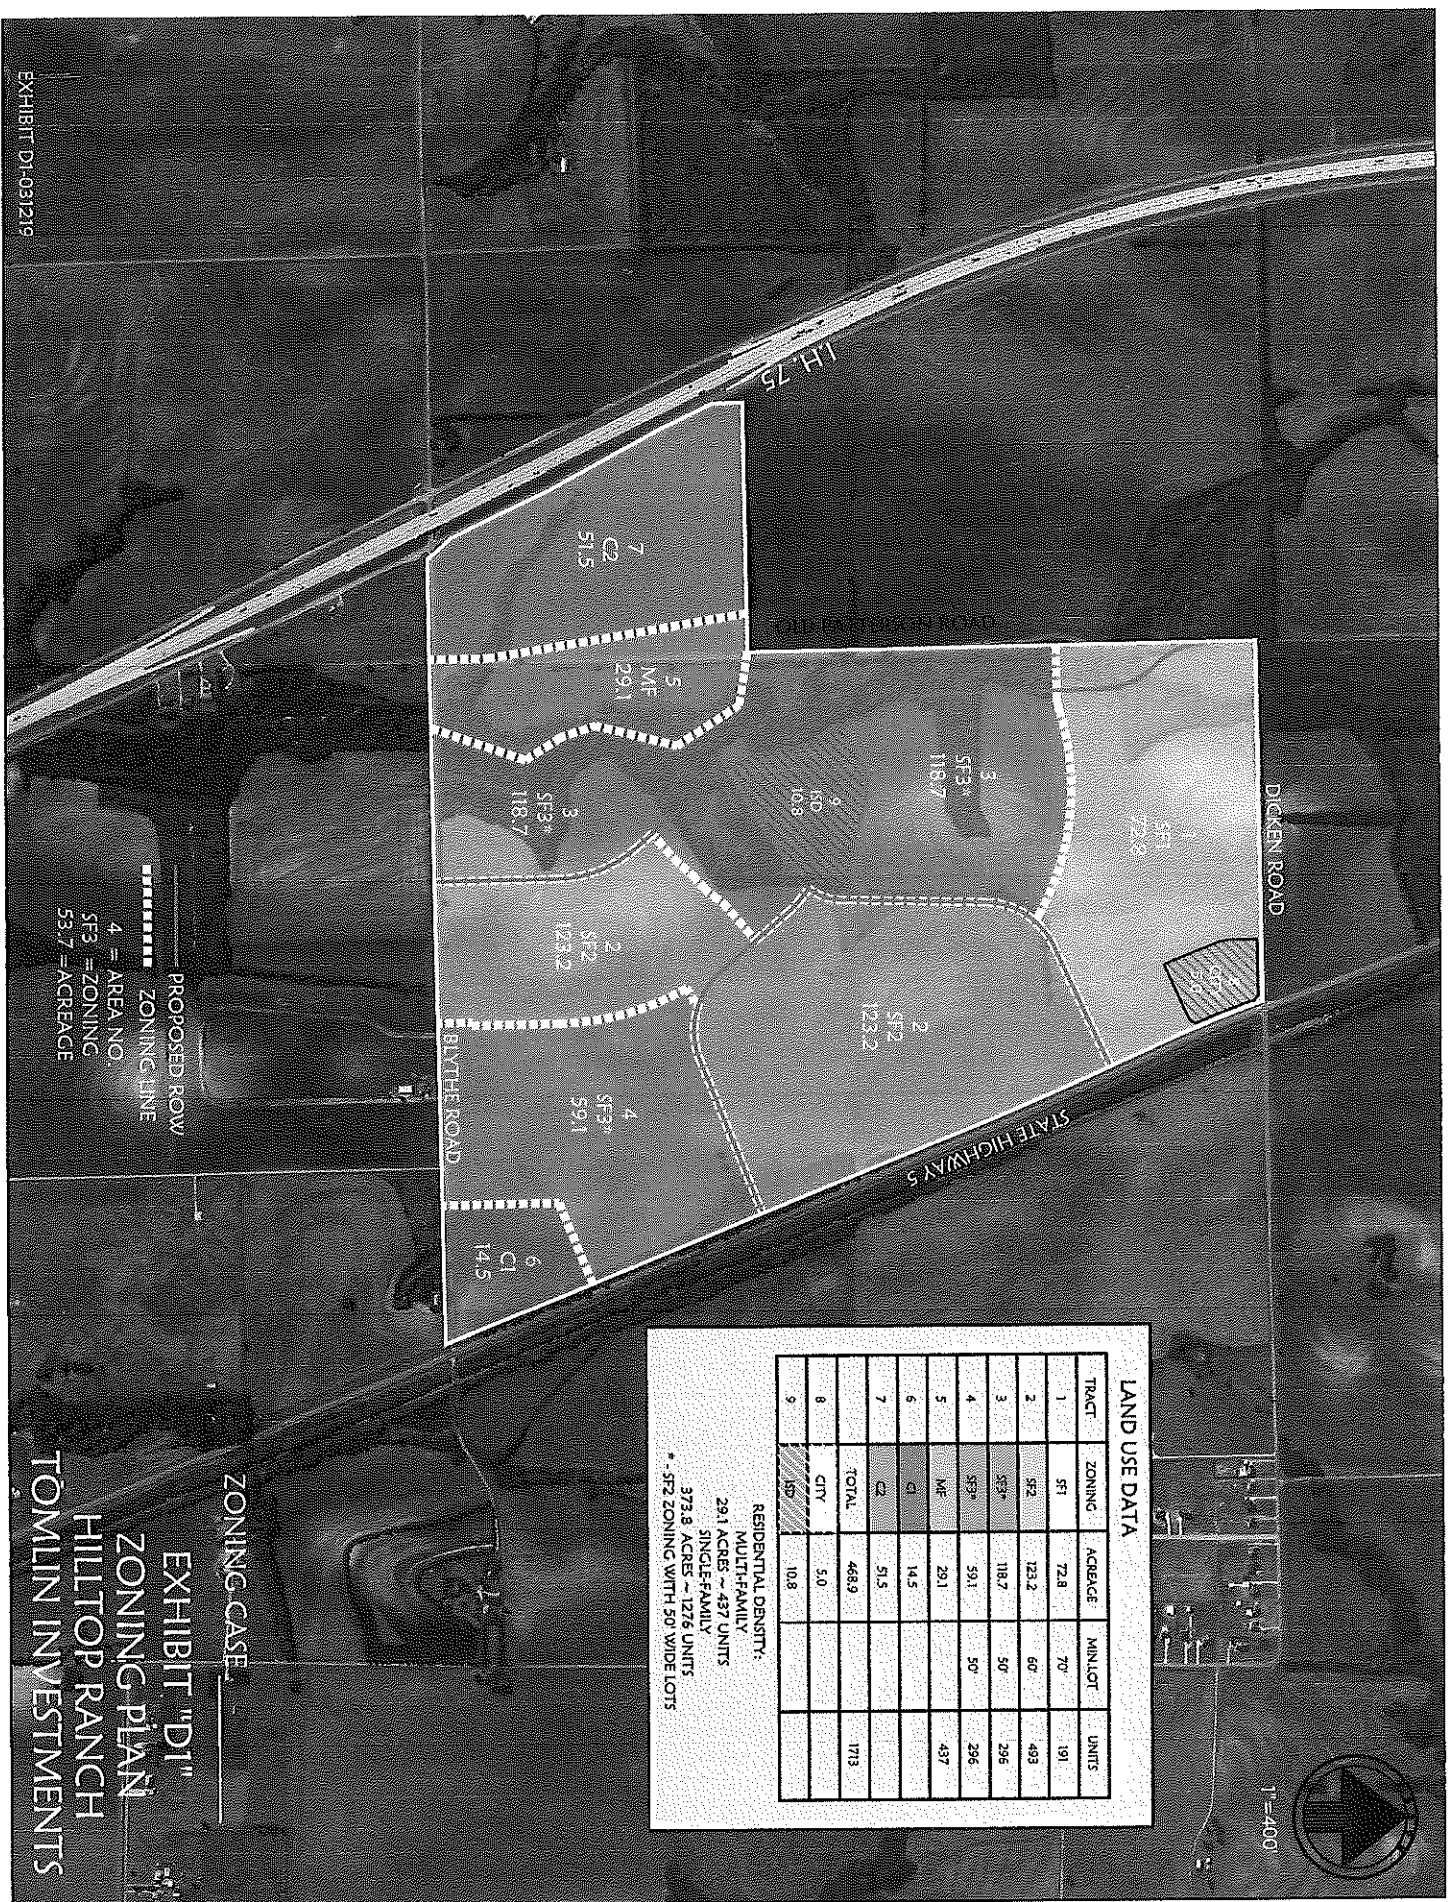 DICKEN ROAD
I.H. 75
STATE HIGHWAY 5
BLYTHE ROAD
1
SF1
72.8
3
SF3*
118.7
9
ISD
10.8
2
SF2
123.2
7
C2
51.5
5
MF
29.1
3
SF3*
118.7
2
SF2
123.2
4
SF3*
59.1
6
C1
14.5
1"=400'
LAND USE DATA
TRACT ZONING ACREAGE MIN.LOT UNITS
1 SF1 72.8 70' 191
2 SF2 123.2 60' 493
3 SF3* 118.7 50' 296
4 SF3* 59.1 50' 296
5 MF 29.1 437
6 C1 14.5
7 C2 51.5
TOTAL 468.9 1713
8 CITY 5.0
9 ISD 10.8
RESIDENTIAL DENSITY:
MULTI-FAMILY
29.1 ACRES ~ 437 UNITS
SINGLE-FAMILY
373.8 ACRES ~ 1276 UNITS
* - SF2 ZONING WITH 50' WIDE LOTS
PROPOSED ROW
ZONING LINE
4 = AREA NO.
SF3 = ZONING
53.7 = ACREAGE
ZONING CASE
EXHIBIT "D1"
ZONING PLAN
HILLTOP RANCH
TOMLIN INVESTMENTS
EXHIBIT D1-031219